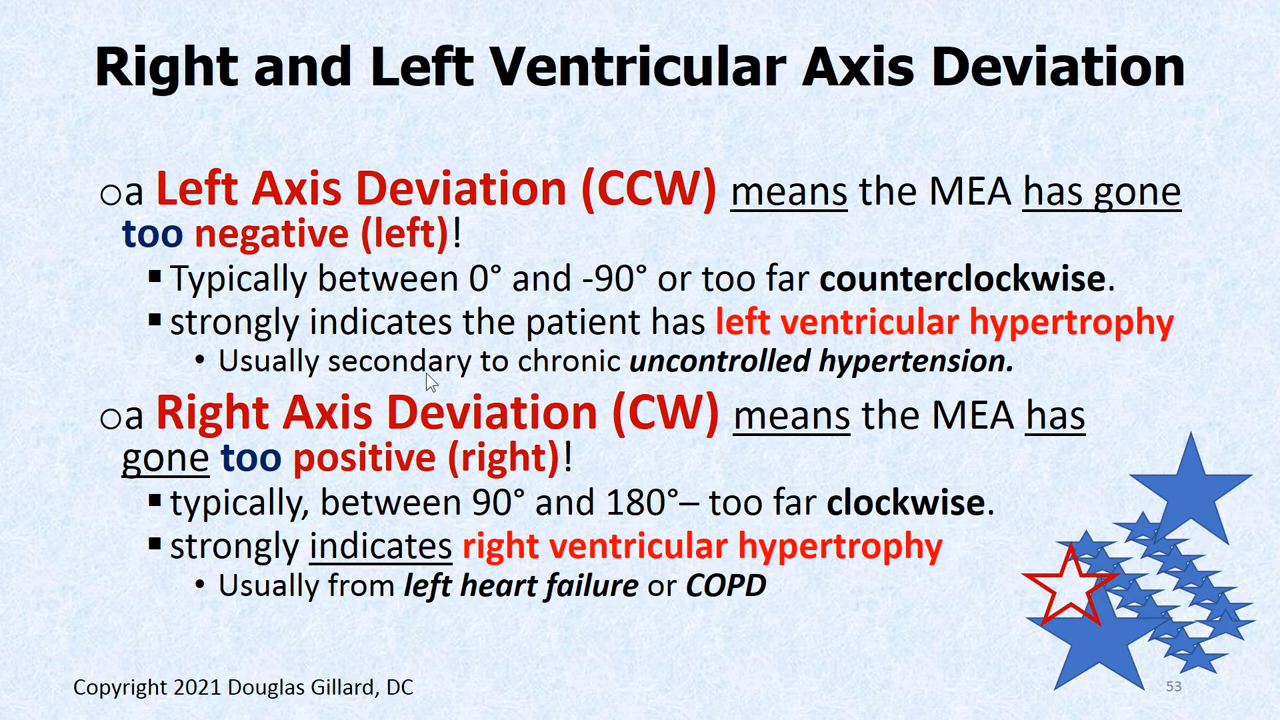 Right and Left Ventricular Axis Deviation
○a Left Axis Deviation (CCW) means the MEA has gone
too negative (left)!
▪Typically between 0° and -90° or too far counterclockwise.
▪strongly indicates the patient has left ventricular hypertrophy
• Usually secondary to chronic uncontrolled hypertension.
○a Right Axis Deviation (CW) means the MEA has
gone too positive (right)!
▪typically, between 90° and 180°– too far clockwise.
▪strongly indicates right ventricular hypertrophy
• Usually from left heart failure or COPD
Copyright 2021 Douglas Gillard, DC
53